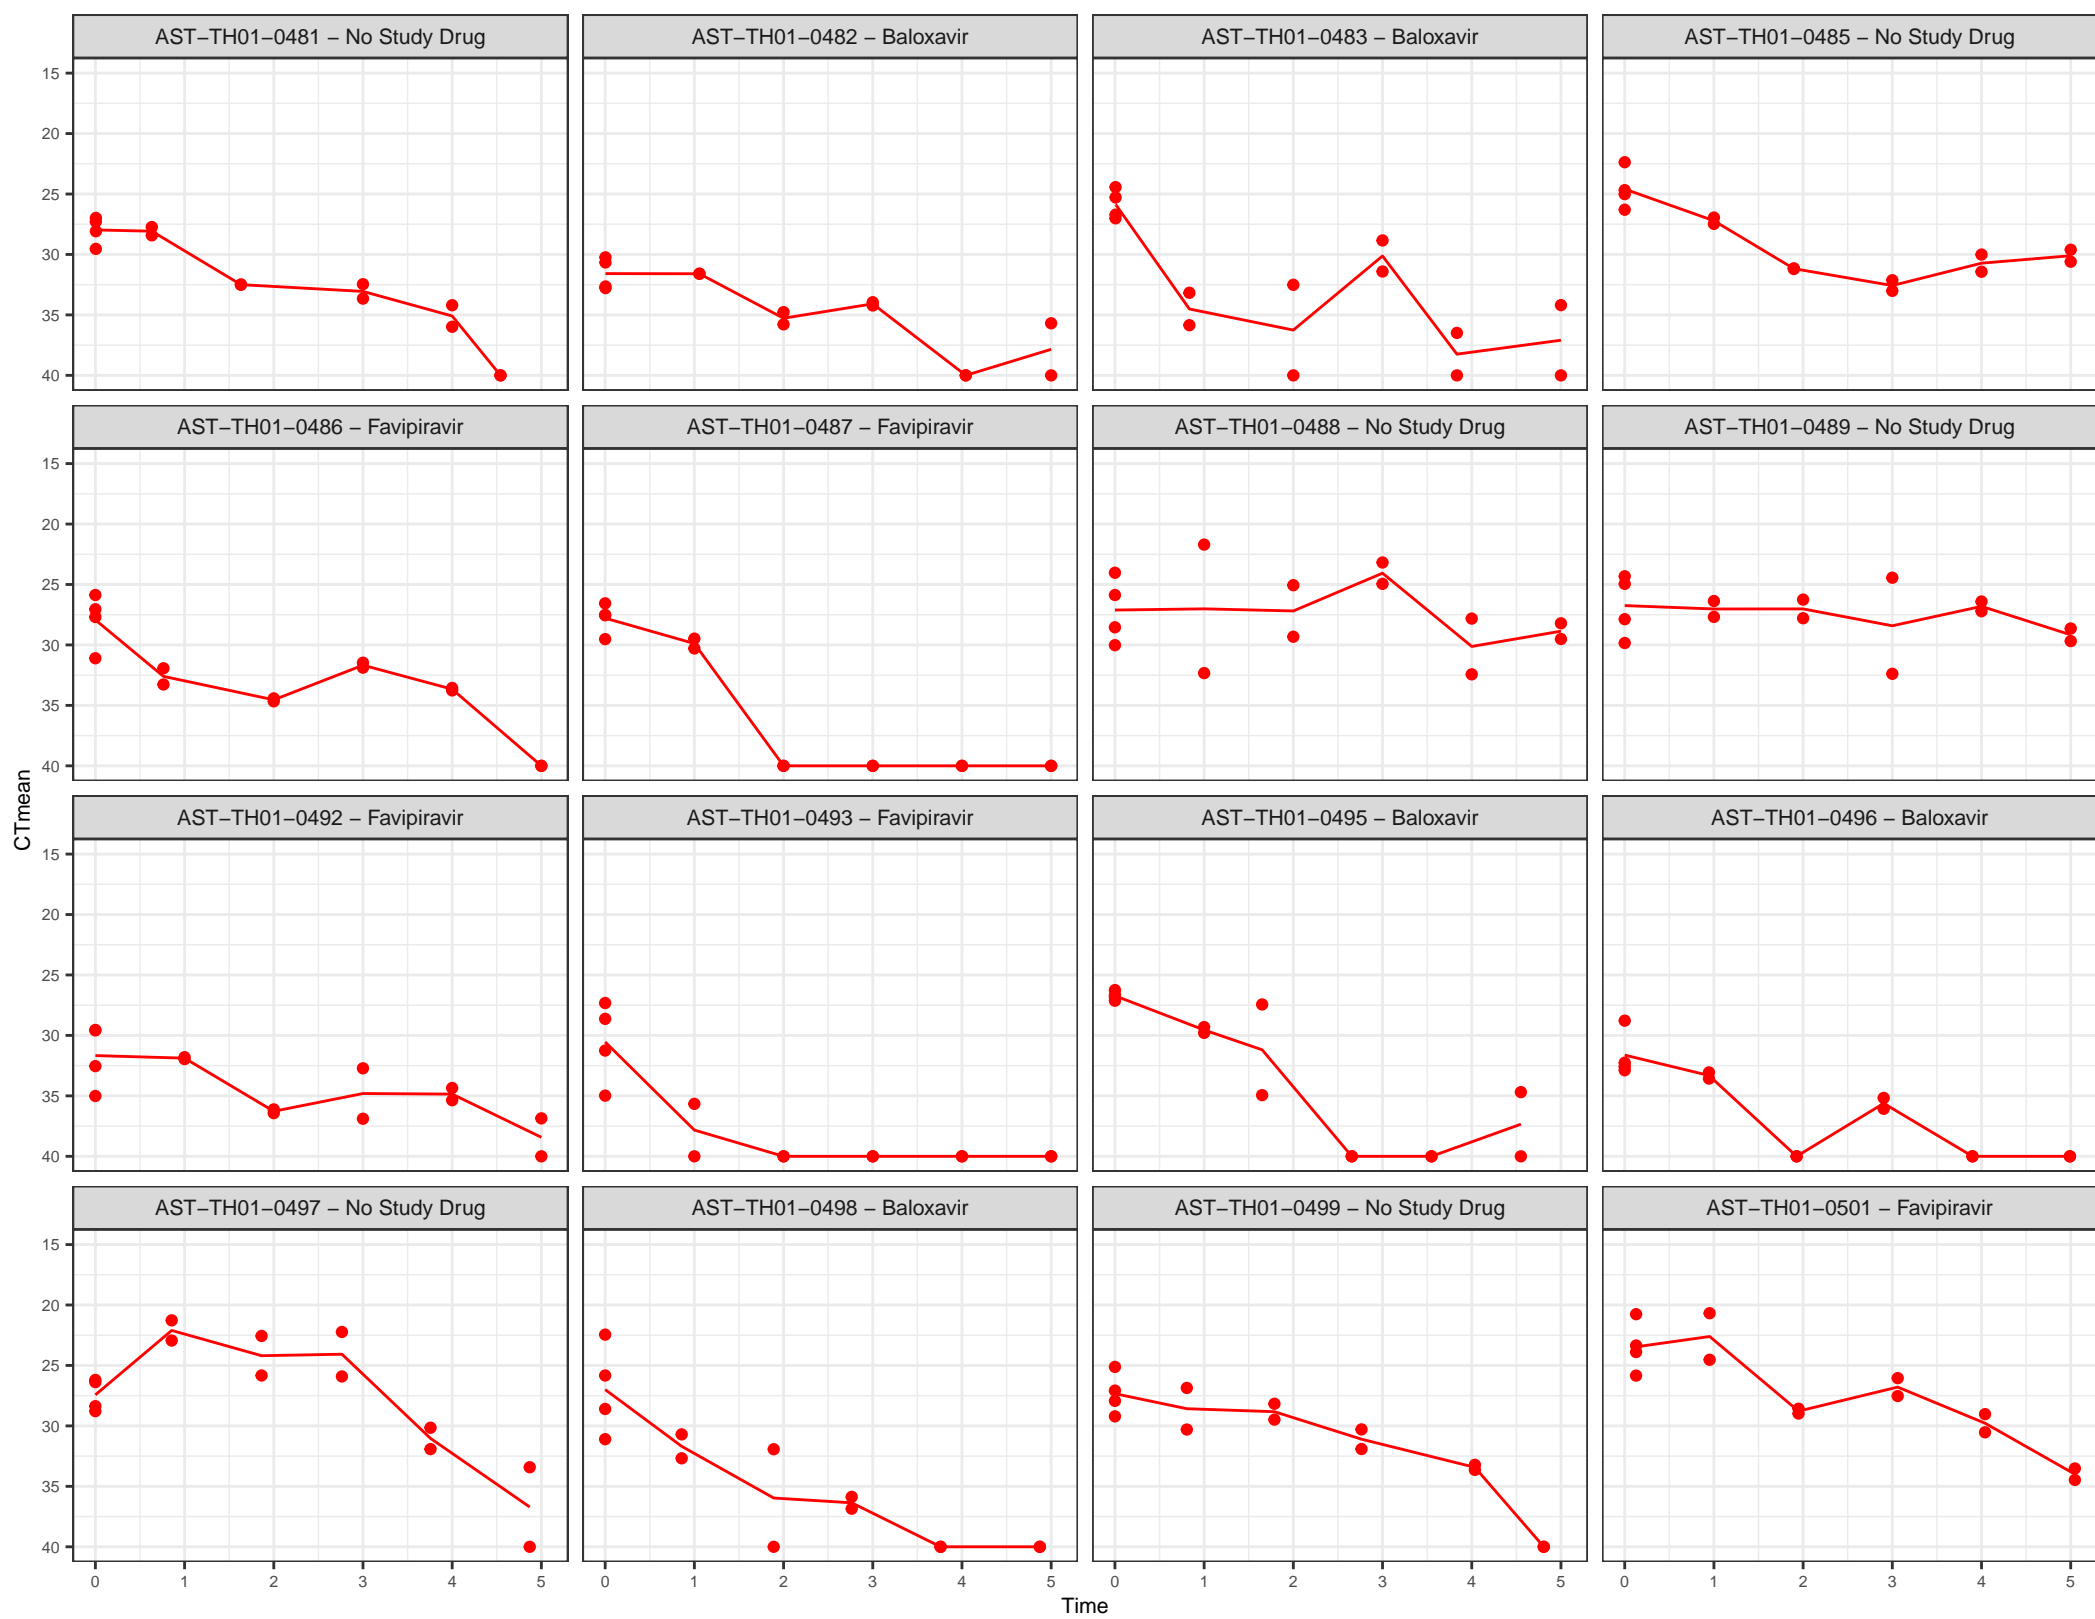 AST−TH01−0481 − No Study Drug
AST−TH01−0482 − Baloxavir
AST−TH01−0483 − Baloxavir
AST−TH01−0485 − No Study Drug
15
20
25
30
35
40
AST−TH01−0486 − Favipiravir
AST−TH01−0487 − Favipiravir
AST−TH01−0488 − No Study Drug
AST−TH01−0489 − No Study Drug
15
20
25
30
35
40
CTmean
AST−TH01−0492 − Favipiravir
AST−TH01−0493 − Favipiravir
AST−TH01−0495 − Baloxavir
AST−TH01−0496 − Baloxavir
15
20
25
30
35
40
AST−TH01−0497 − No Study Drug
AST−TH01−0498 − Baloxavir
AST−TH01−0499 − No Study Drug
AST−TH01−0501 − Favipiravir
15
20
25
30
35
40
0 1 2 3 4 5
0 1 2 3 4 5
0 1 2 3 4 5
0 1 2 3 4 5
Time